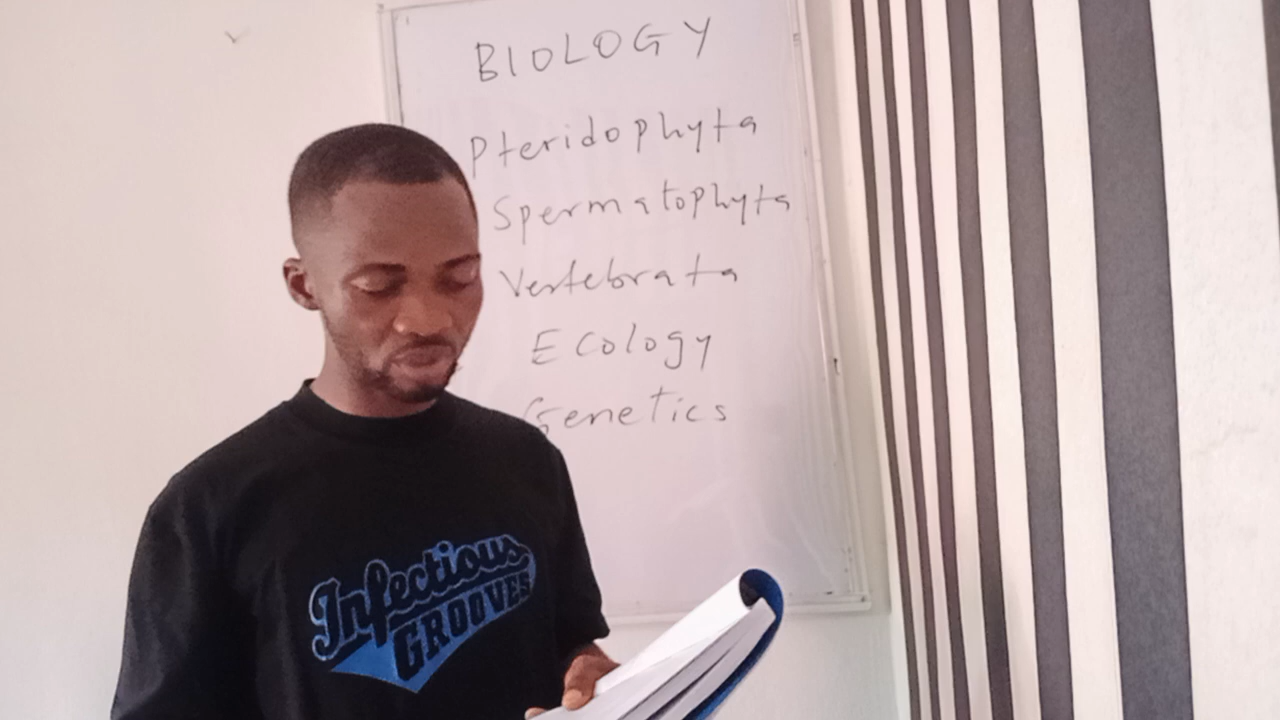 BIOLOGY
Pteridophyta
Spermatophyta
Vertebrata
Ecology
Genetics
Infectious
GROOVES